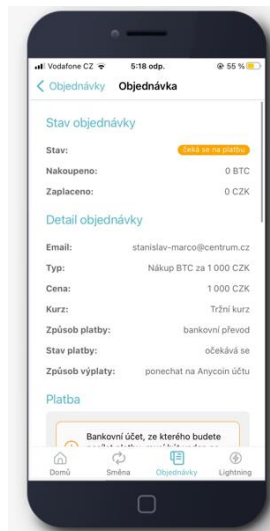 Vodafone CZ 5:18 odp. 55 %
Objednávky Objednávka
Stav objednávky
Stav: čeká se na platbu
Nakoupeno: 0 BTC
Zaplaceno: 0 CZK
Detail objednávky
Email: stanislav-marco@centrum.cz
Typ: Nákup BTC za 1 000 CZK
Cena: 1 000 CZK
Kurz: Tržní kurz
Způsob platby: bankovní převod
Stav platby: očekává se
Způsob výplaty: ponechat na Anycoin účtu
Platba
Bankovní účet, ze kterého budete
Domů Směna Objednávky Lightning